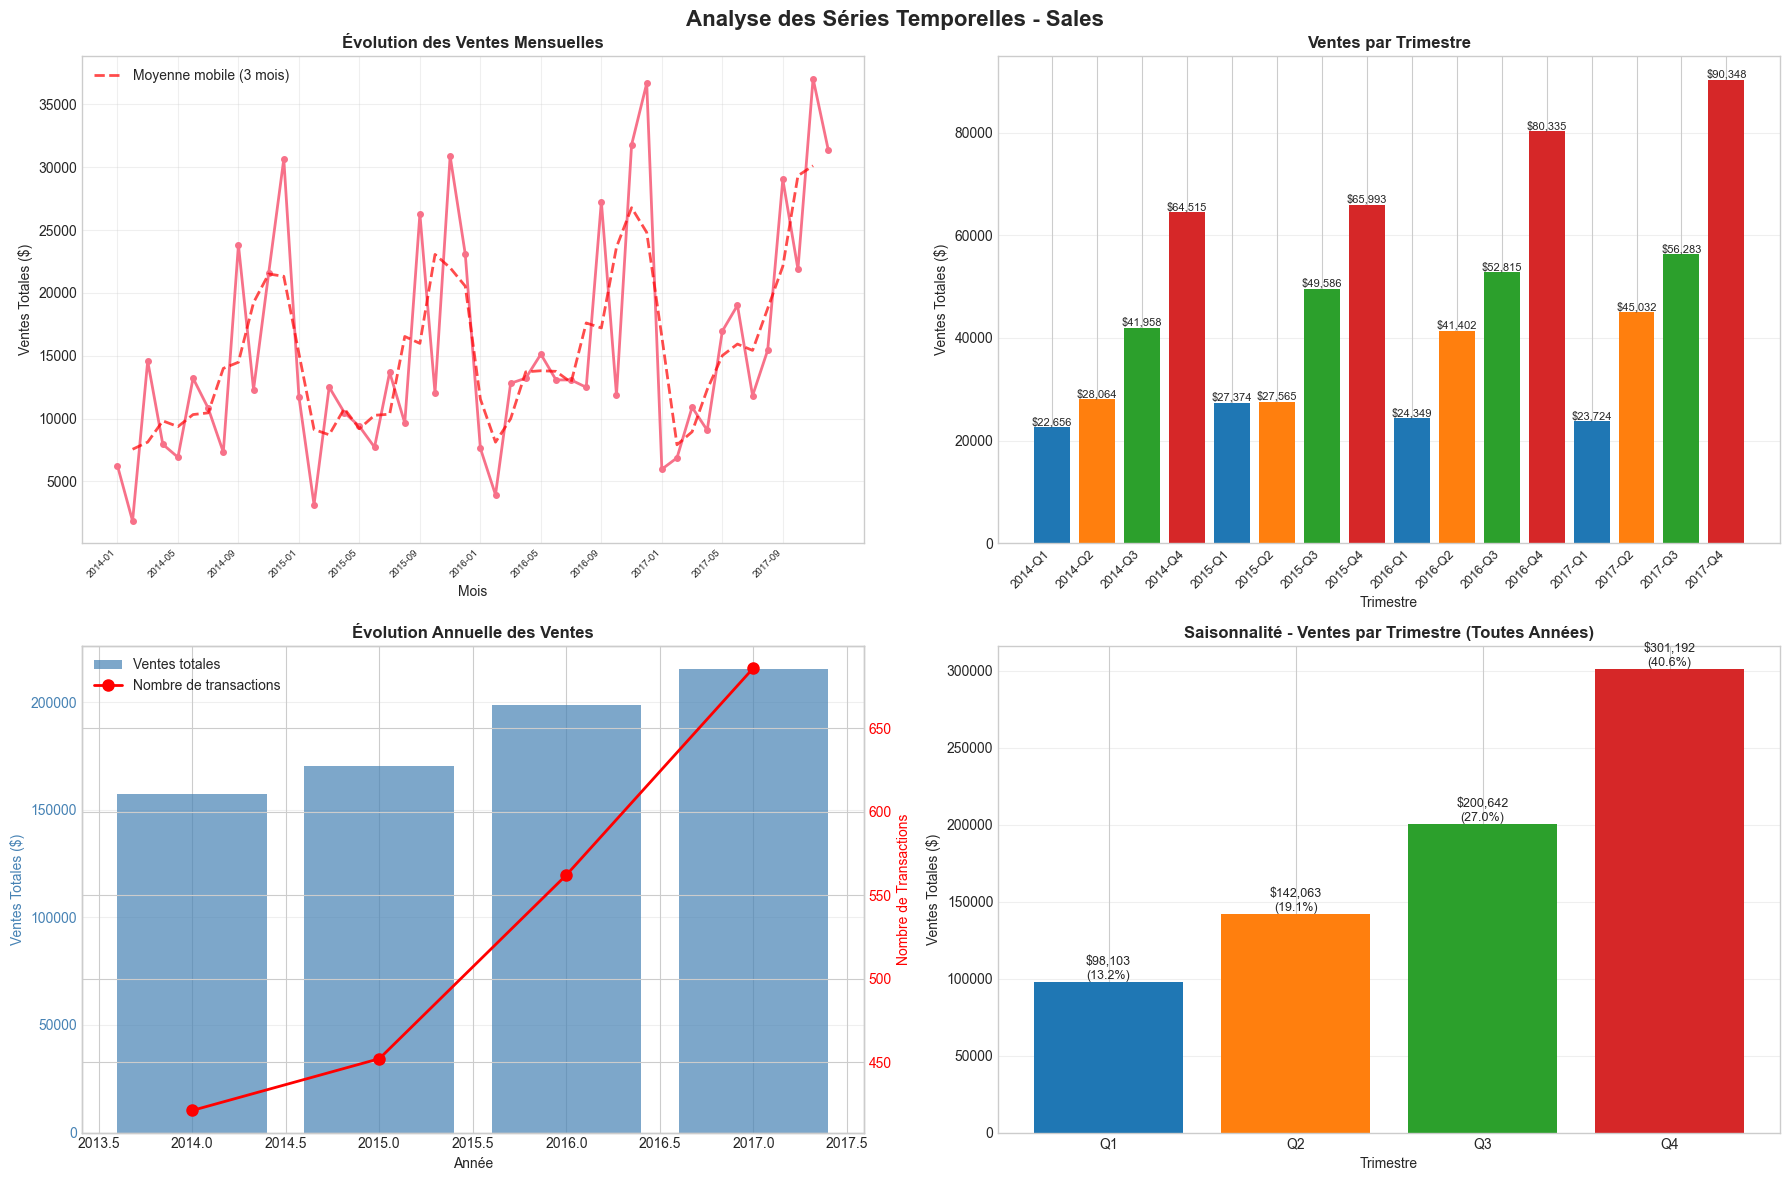 Analyse des Séries Temporelles - Sales
Évolution des Ventes Mensuelles
Moyenne mobile (3 mois)
Ventes Totales ($)
35000
30000
25000
20000
15000
10000
5000
2014-01
2014-05
2014-09
2015-01
2015-05
2015-09
2016-01
2016-05
2016-09
2017-01
2017-05
2017-09
Mois
Ventes par Trimestre
Ventes Totales ($)
80000
60000
40000
20000
0
$22,656
$28,064
$41,958
$64,515
$27,374
$27,565
$49,586
$65,993
$24,349
$41,402
$52,815
$80,335
$23,724
$45,032
$56,283
$90,348
2014-Q1
2014-Q2
2014-Q3
2014-Q4
2015-Q1
2015-Q2
2015-Q3
2015-Q4
2016-Q1
2016-Q2
2016-Q3
2016-Q4
2017-Q1
2017-Q2
2017-Q3
2017-Q4
Trimestre
Évolution Annuelle des Ventes
Ventes totales
Nombre de transactions
Ventes Totales ($)
200000
150000
100000
50000
0
650
600
550
500
450
Nombre de Transactions
2013.5
2014.0
2014.5
2015.0
2015.5
2016.0
2016.5
2017.0
2017.5
Année
Saisonnalité - Ventes par Trimestre (Toutes Années)
Ventes Totales ($)
300000
250000
200000
150000
100000
50000
0
$98,103
(13.2%)
$142,063
(19.1%)
$200,642
(27.0%)
$301,192
(40.6%)
Q1
Q2
Q3
Q4
Trimestre